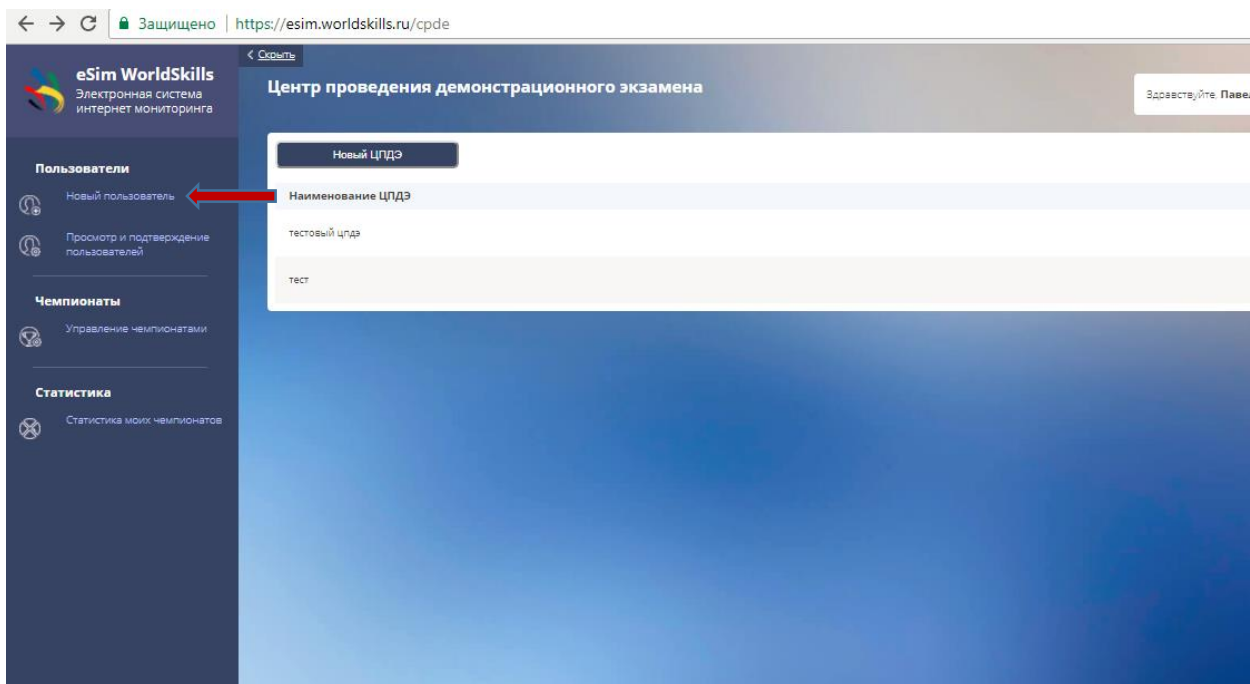 Защищено | https://esim.worldskills.ru/cpde
Скрыть
eSim WorldSkills
Электронная система
интернет мониторинга
Центр проведения демонстрационного экзамена
Здравствуйте, Павел
Пользователи
Новый пользователь
Просмотр и подтверждение
пользователей
Чемпионаты
Управление чемпионатами
Статистика
Статистика моих чемпионатов
Новый ЦПДЭ
Наименование ЦПДЭ
тестовый цпдэ
тест